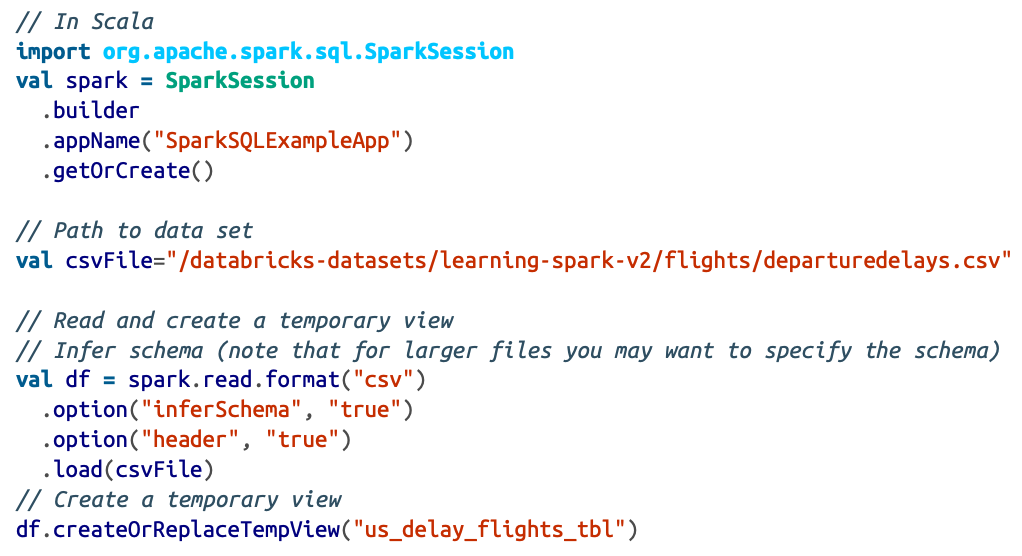 // In Scala
import org.apache.spark.sql.SparkSession
val spark = SparkSession
  .builder
  .appName("SparkSQLExampleApp")
  .getOrCreate()

// Path to data set
val csvFile="/databricks-datasets/learning-spark-v2/flights/departuredelays.csv"

// Read and create a temporary view
// Infer schema (note that for larger files you may want to specify the schema)
val df = spark.read.format("csv")
  .option("inferSchema", "true")
  .option("header", "true")
  .load(csvFile)
// Create a temporary view
df.createOrReplaceTempView("us_delay_flights_tbl")